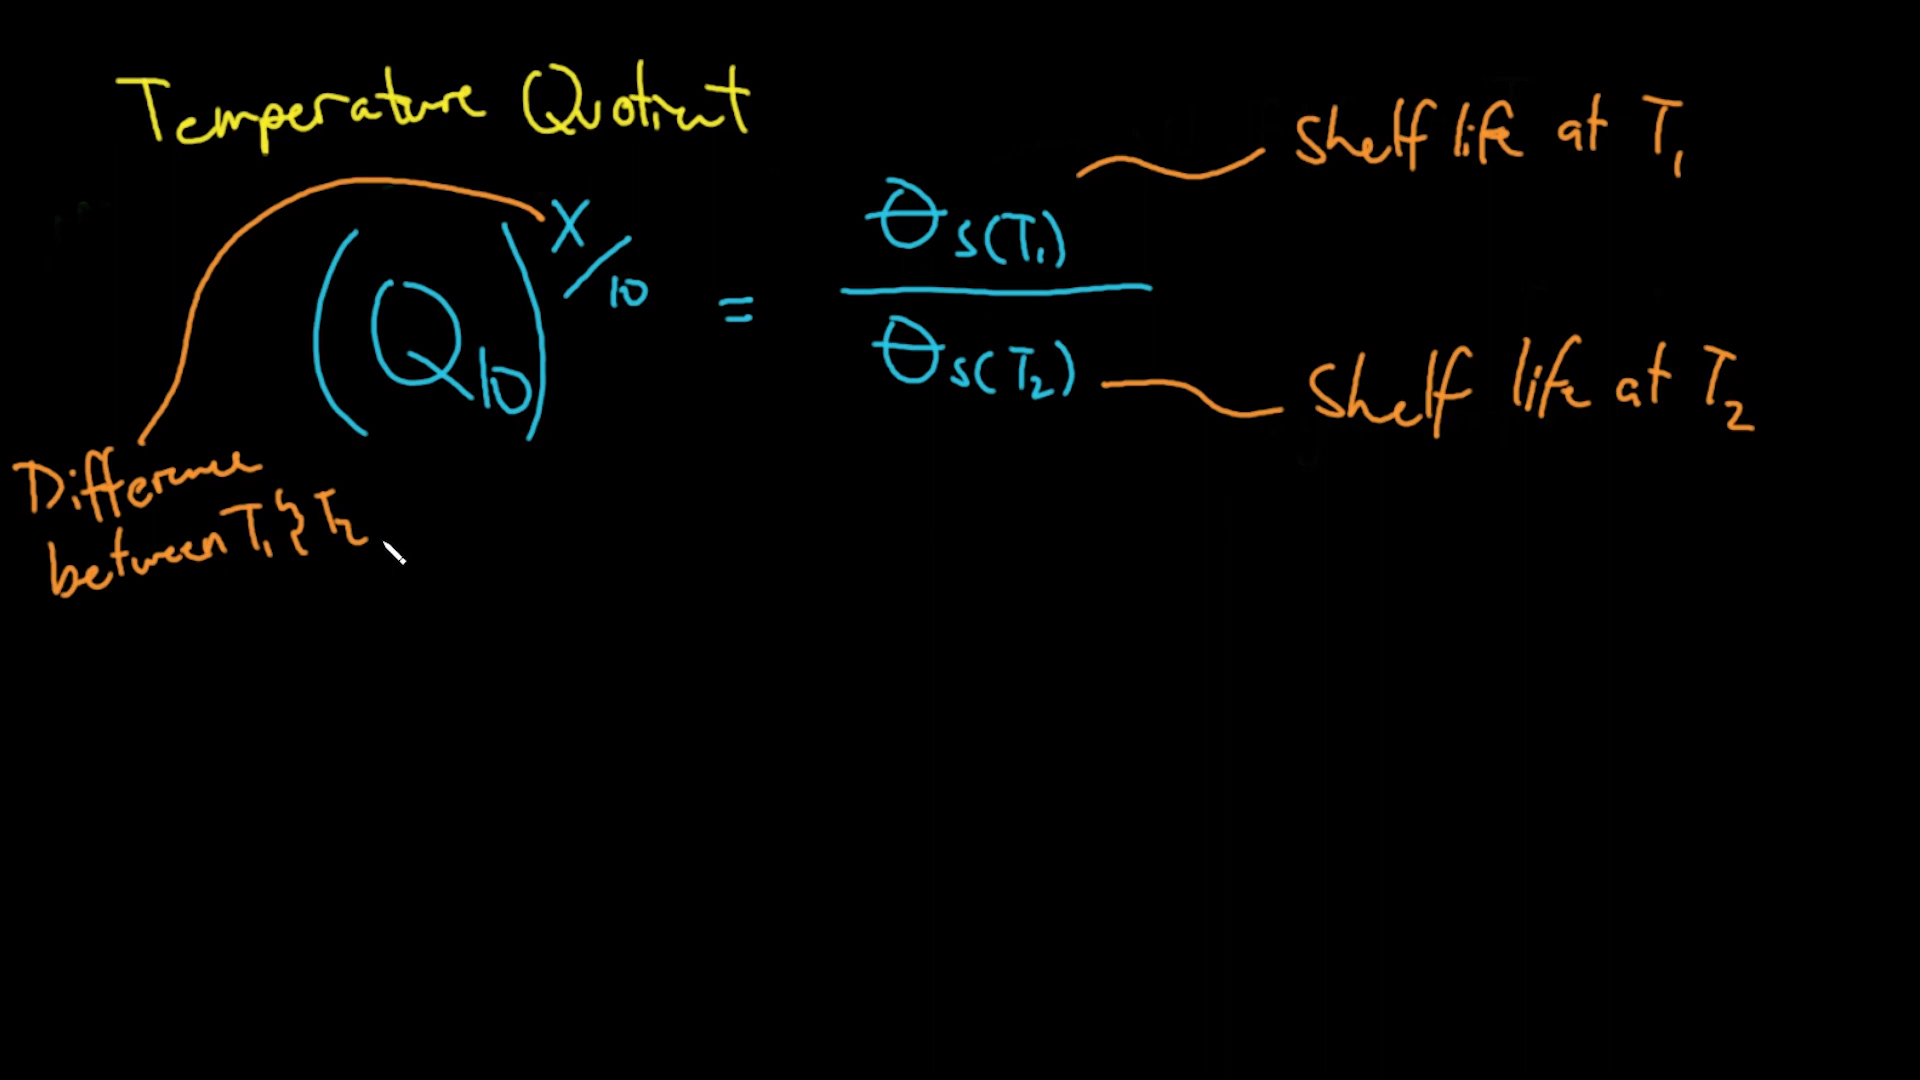 Temperature Quotient
(Q₁₀)^X/10 = θs(T₁) / θs(T₂)
Shelf life at T₁
Shelf life at T₂
Difference
between T₁ & T₂